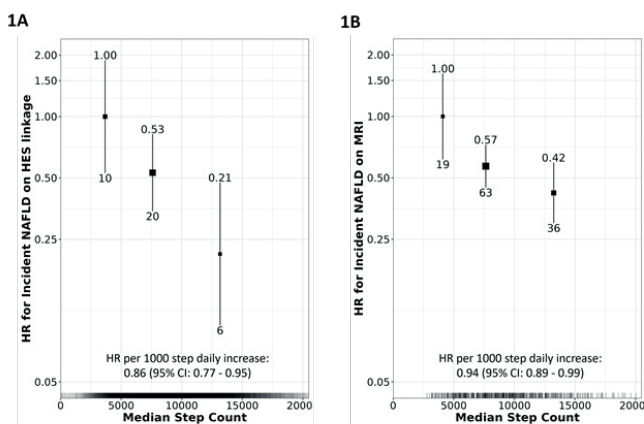 1A
HR for Incident NAFLD on HES linkage
2.00
1.50
1.00
0.50
0.25
0.05
1.00
10
0.53
20
0.21
6
HR per 1000 step daily increase:
0.86 (95% CI: 0.77 - 0.95)
0 5000 10000 15000 20000
Median Step Count
1B
HR for Incident NAFLD on MRI
2.00
1.50
1.00
0.50
0.25
0.05
1.00
19
0.57
63
0.42
36
HR per 1000 step daily increase:
0.94 (95% CI: 0.89 - 0.99)
0 5000 10000 15000 20000
Median Step Count